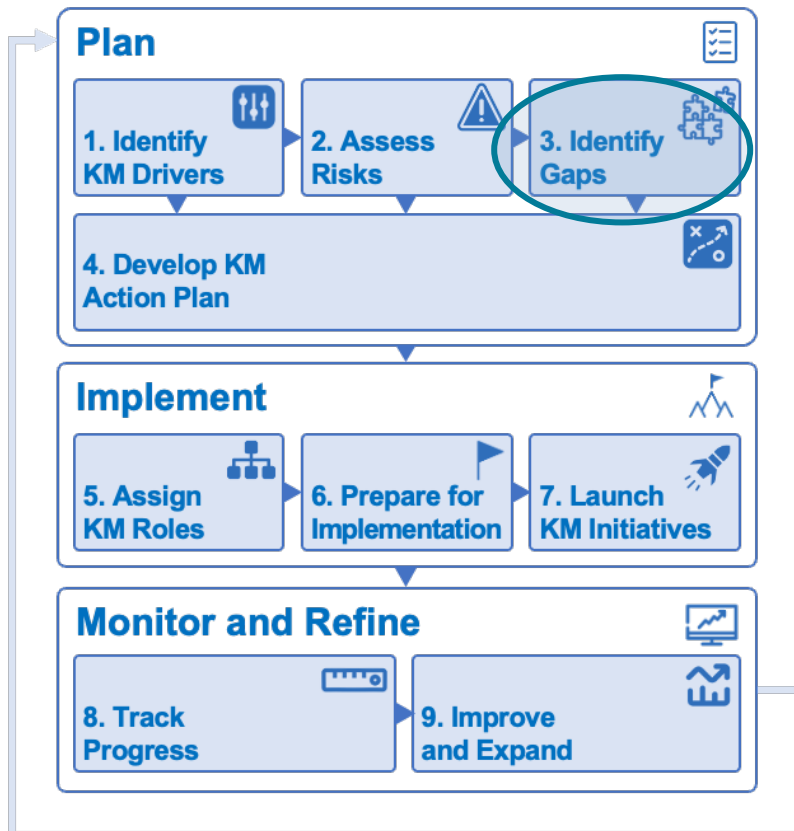 Plan
1. Identify
KM Drivers
2. Assess
Risks
3. Identify
Gaps
4. Develop KM
Action Plan
Implement
5. Assign
KM Roles
6. Prepare for
Implementation
7. Launch
KM Initiatives
Monitor and Refine
8. Track
Progress
9. Improve
and Expand